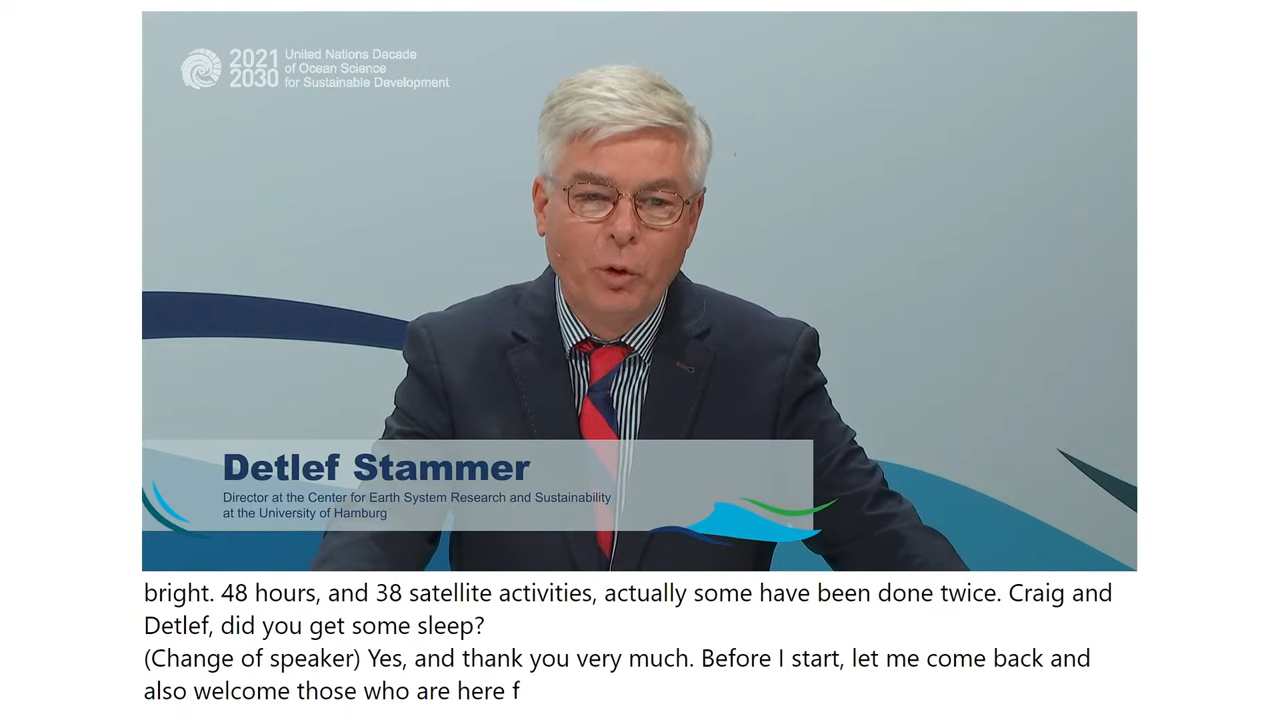 2021
2030
United Nations Decade
of Ocean Science
for Sustainable Development
Detlef Stammer
Director at the Center for Earth System Research and Sustainability
at the University of Hamburg
bright. 48 hours, and 38 satellite activities, actually some have been done twice. Craig and
Detlef, did you get some sleep?
(Change of speaker) Yes, and thank you very much. Before I start, let me come back and
also welcome those who are here f